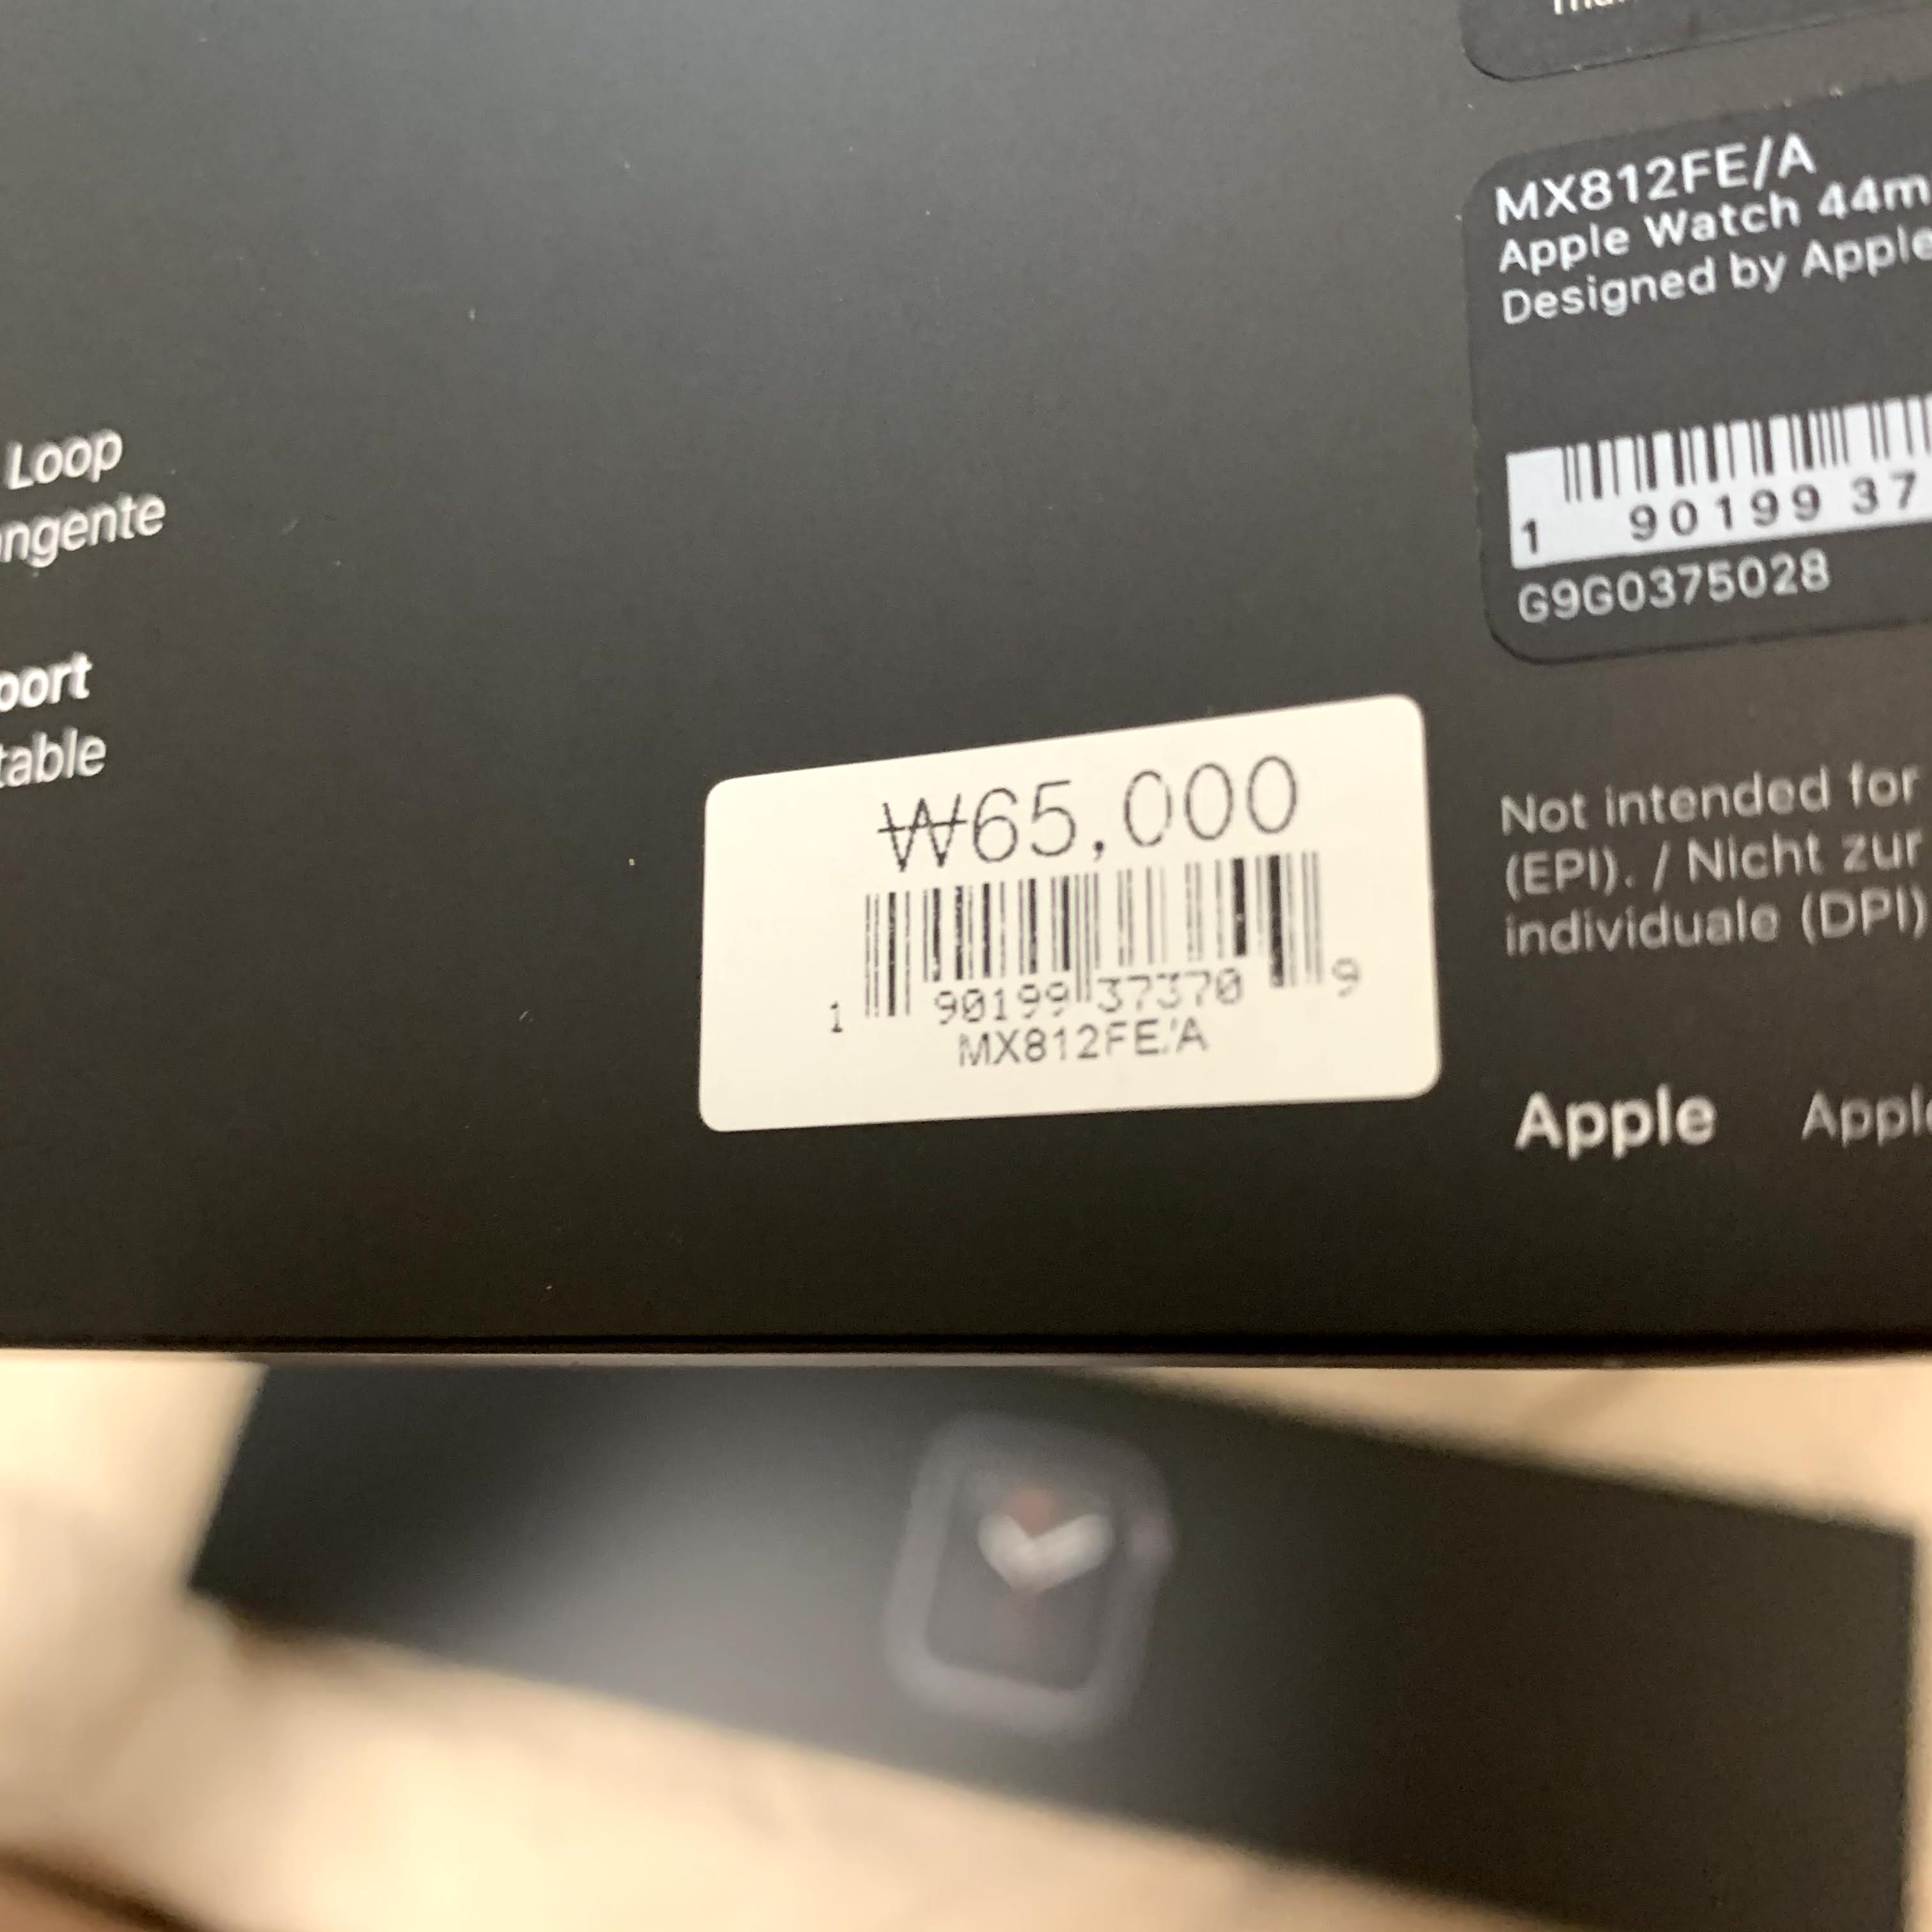 MX812FE/A
Apple Watch 44m
Designed by Apple
1 90199 37
G9G0375028
Loop
ngente
port
table
₩65,000
1 90199 37370 9
MX812FE/A
Not intended for
(EPI). / Nicht zur
individuale (DPI)
Apple Apple